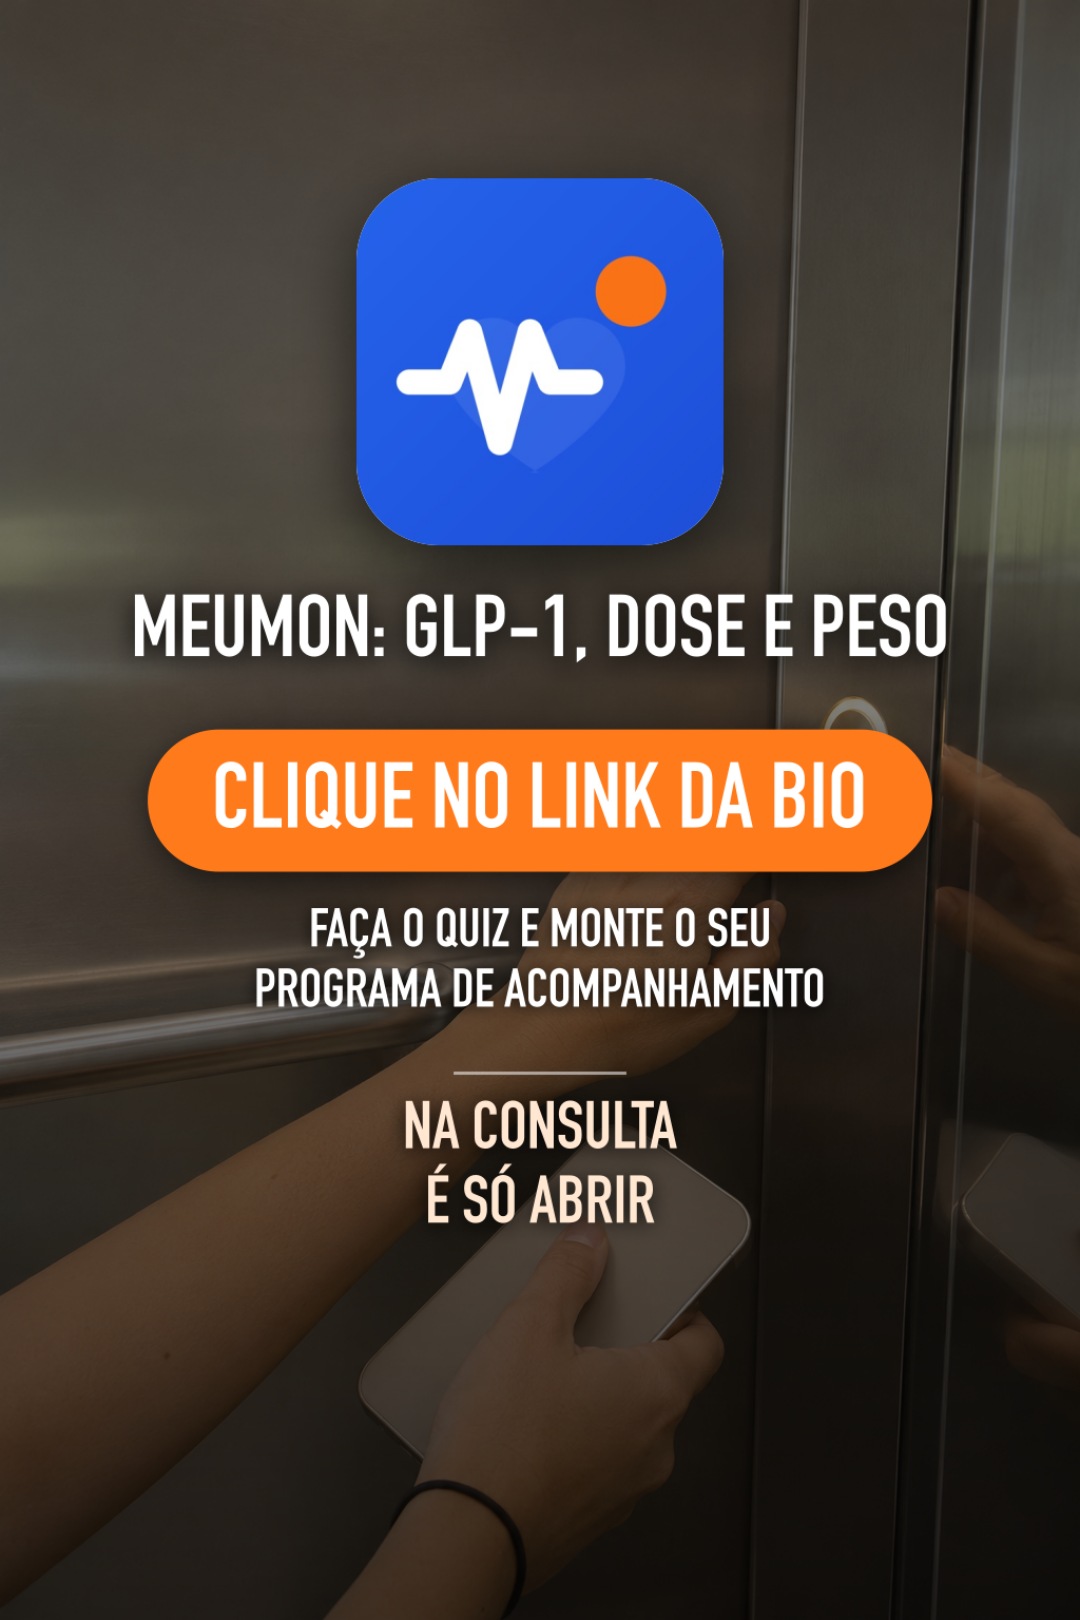 MEUMON: GLP-1, DOSE E PESO
CLIQUE NO LINK DA BIO
FAÇA O QUIZ E MONTE O SEU
PROGRAMA DE ACOMPANHAMENTO
NA CONSULTA
É SÓ ABRIR